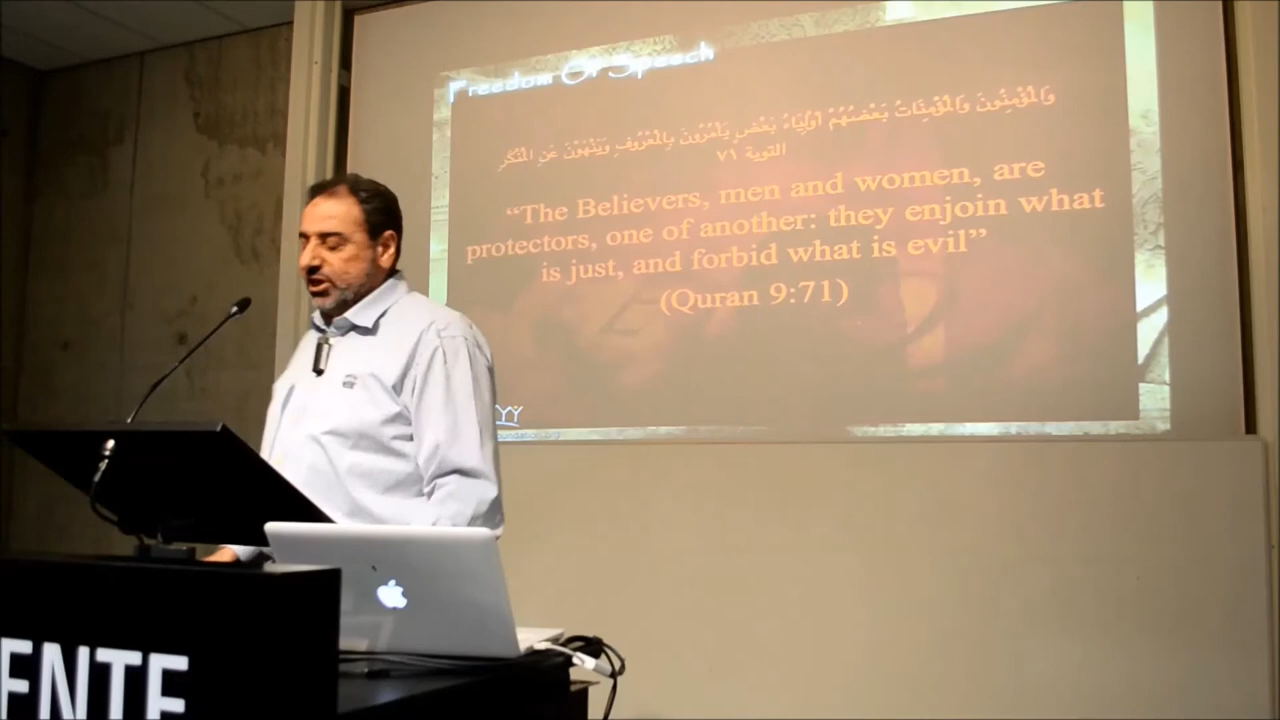 Freedom Of Speech
وَالْمُؤْمِنُونَ وَالْمُؤْمِنَاتُ بَعْضُهُمْ أَوْلِيَاءُ بَعْضٍ يَأْمُرُونَ بِالْمَعْرُوفِ وَيَنْهَوْنَ عَنِ الْمُنْكَرِ
التوبة ٧١
“The Believers, men and women, are
protectors, one of another: they enjoin what
is just, and forbid what is evil”
(Quran 9:71)
oundation.org
ENTE